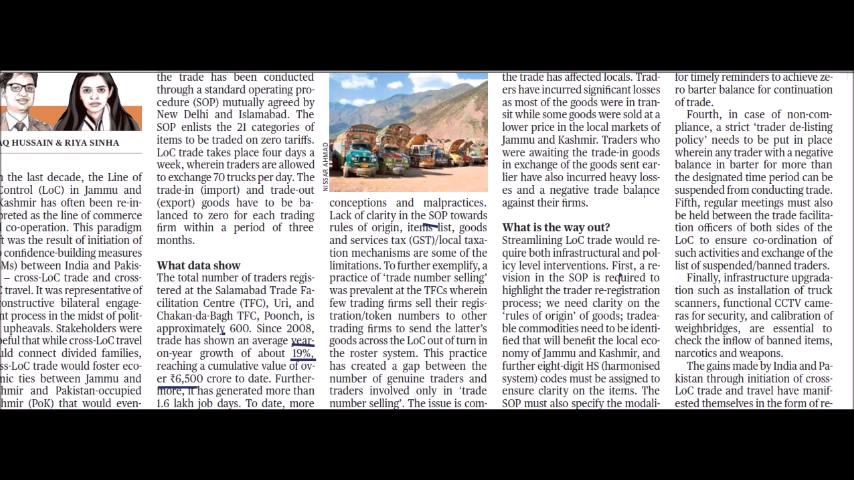 AQ HUSSAIN & RIYA SINHA
n the last decade, the Line of
Control (LoC) in Jammu and
Kashmir has often been re-in-
preted as the line of commerce
co-operation. This paradigm
t was the result of initiation of
confidence-building measures
Ms) between India and Pakis-
– cross-LoC trade and cross-
C travel. It was representative of
onstructive bilateral engage-
nt process in the midst of polit-
upheavals. Stakeholders were
eful that while cross-LoC travel
uld connect divided families,
ss-LoC trade would foster eco-
nic ties between Jammu and
hmir and Pakistan-occupied
hmir (PoK) that would even-
the trade has been conducted
through a standard operating pro-
cedure (SOP) mutually agreed by
New Delhi and Islamabad. The
SOP enlists the 21 categories of
items to be traded on zero tariffs.
LoC trade takes place four days a
week, wherein traders are allowed
to exchange 70 trucks per day. The
trade-in (import) and trade-out
(export) goods have to be ba-
lanced to zero for each trading
firm within a period of three
months.
What data show
The total number of traders regis-
tered at the Salamabad Trade Fa-
cilitation Centre (TFC), Uri, and
Chakan-da-Bagh TFC, Poonch, is
approximately 600. Since 2008,
trade has shown an average year-
on-year growth of about 19%,
reaching a cumulative value of ov-
er ₹6,500 crore to date. Further-
more, it has generated more than
1.6 lakh job days. To date, more
NISSAR AHMAD
conceptions and malpractices.
Lack of clarity in the SOP towards
rules of origin, items list, goods
and services tax (GST)/local taxa-
tion mechanisms are some of the
limitations. To further exemplify, a
practice of ‘trade number selling’
was prevalent at the TFCs wherein
few trading firms sell their regis-
tration/token numbers to other
trading firms to send the latter’s
goods across the LoC out of turn in
the roster system. This practice
has created a gap between the
number of genuine traders and
traders involved only in ‘trade
number selling’. The issue is com-
the trade has affected locals. Trad-
ers have incurred significant losses
as most of the goods were in tran-
sit while some goods were sold at a
lower price in the local markets of
Jammu and Kashmir. Traders who
were awaiting the trade-in goods
in exchange of the goods sent ear-
lier have also incurred heavy loss-
es and a negative trade balance
against their firms.
What is the way out?
Streamlining LoC trade would re-
quire both infrastructural and po-
licy level interventions. First, a re-
vision in the SOP is required to
highlight the trader re-registration
process; we need clarity on the
‘rules of origin’ of goods; tradea-
ble commodities need to be identi-
fied that will benefit the local eco-
nomy of Jammu and Kashmir, and
further eight-digit HS (harmonised
system) codes must be assigned to
ensure clarity on the items. The
SOP must also specify the modali-
for timely reminders to achieve ze-
ro barter balance for continuation
of trade.
Fourth, in case of non-com-
pliance, a strict ‘trader de-listing
policy’ needs to be put in place
wherein any trader with a negative
balance in barter for more than
the designated time period can be
suspended from conducting trade.
Fifth, regular meetings must also
be held between the trade facilita-
tion officers of both sides of the
LoC to ensure co-ordination of
such activities and exchange of the
list of suspended/banned traders.
Finally, infrastructure upgrada-
tion such as installation of truck
scanners, functional CCTV came-
ras for security, and calibration of
weighbridges, are essential to
check the inflow of banned items,
narcotics and weapons.
The gains made by India and Pa-
kistan through initiation of cross-
LoC trade and travel have manif-
ested themselves in the form of re-